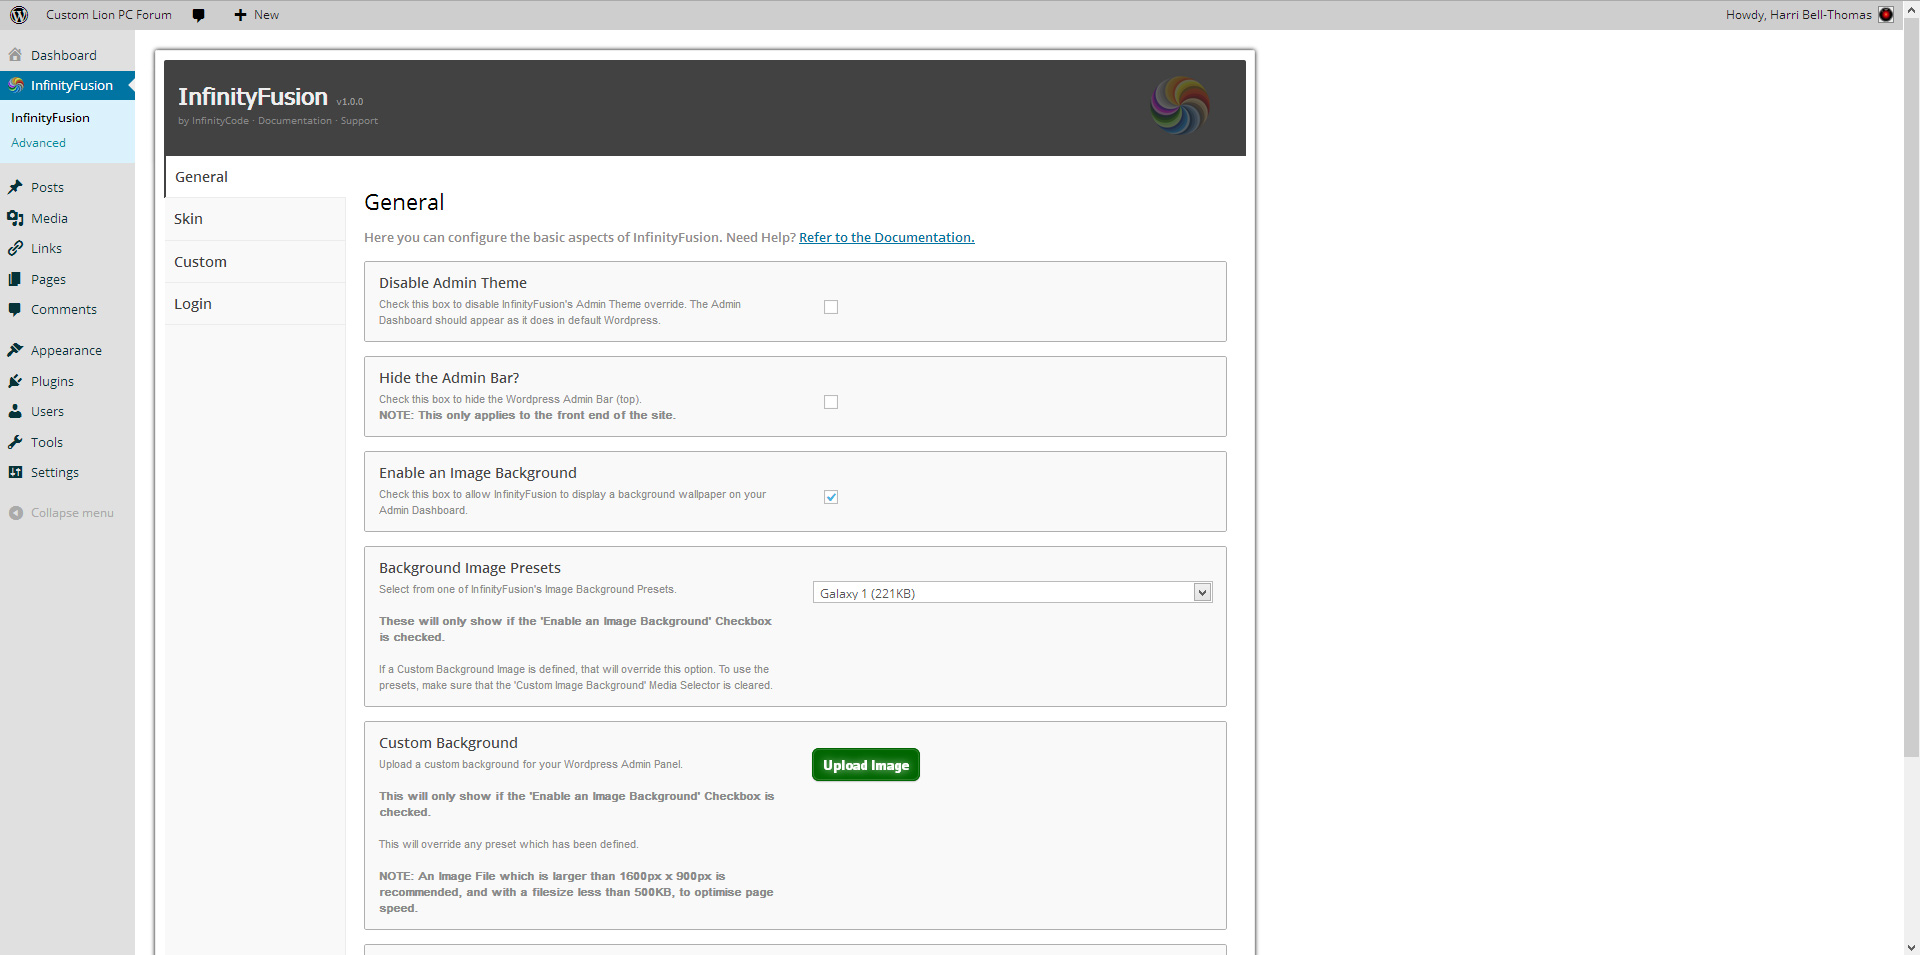 Custom Lion PC Forum
New
Howdy, Harri Bell-Thomas
Dashboard
InfinityFusion
InfinityFusion
Advanced
Posts
Media
Links
Pages
Comments
Appearance
Plugins
Users
Tools
Settings
Collapse menu
InfinityFusion v1.0.0
by InfinityCode · Documentation · Support
General
Skin
Custom
Login
General
Here you can configure the basic aspects of InfinityFusion. Need Help? Refer to the Documentation.
Disable Admin Theme
Check this box to disable InfinityFusion's Admin Theme override. The Admin
Dashboard should appear as it does in default Wordpress.
Hide the Admin Bar?
Check this box to hide the Wordpress Admin Bar (top).
NOTE: This only applies to the front end of the site.
Enable an Image Background
Check this box to allow InfinityFusion to display a background wallpaper on your
Admin Dashboard.
Background Image Presets
Select from one of InfinityFusion's Image Background Presets.
Galaxy 1 (221KB)
These will only show if the 'Enable an Image Background' Checkbox
is checked.
If a Custom Background Image is defined, that will override this option. To use the
presets, make sure that the 'Custom Image Background' Media Selector is cleared.
Custom Background
Upload a custom background for your Wordpress Admin Panel.
Upload Image
This will only show if the 'Enable an Image Background' Checkbox is
checked.
This will override any preset which has been defined.
NOTE: An Image File which is larger than 1600px x 900px is
recommended, and with a filesize less than 500KB, to optimise page
speed.